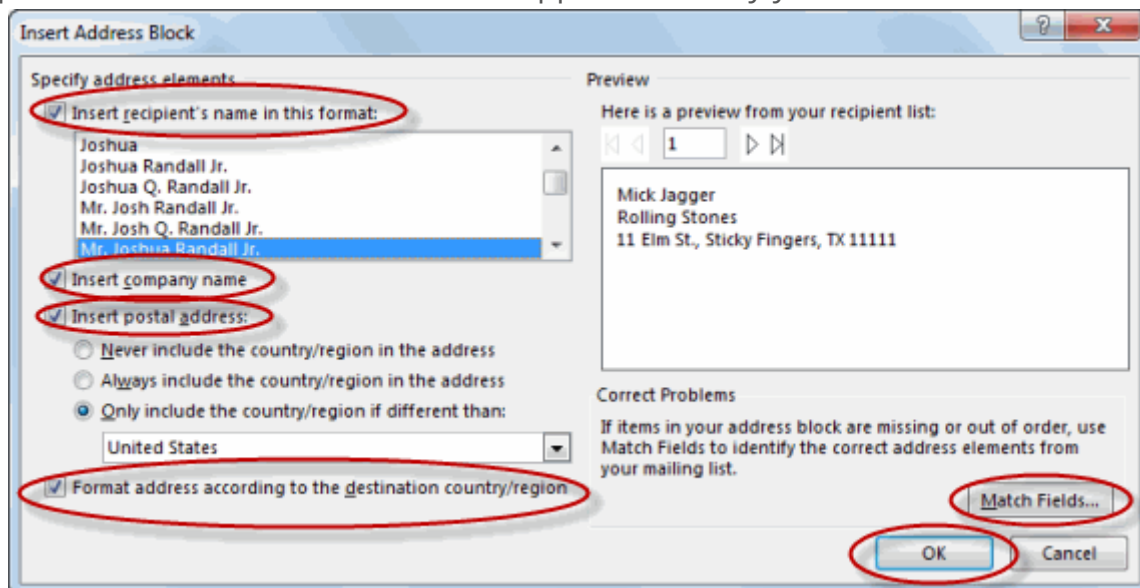 Insert Address Block
Specify address elements
Insert recipient's name in this format:
Joshua
Joshua Randall Jr.
Joshua Q. Randall Jr.
Mr. Josh Randall Jr.
Mr. Josh Q. Randall Jr.
Mr. Joshua Randall Jr.
Insert company name
Insert postal address:
Never include the country/region in the address
Always include the country/region in the address
Only include the country/region if different than:
United States
Format address according to the destination country/region
Preview
Here is a preview from your recipient list:
1
Mick Jagger
Rolling Stones
11 Elm St., Sticky Fingers, TX 11111
Correct Problems
If items in your address block are missing or out of order, use
Match Fields to identify the correct address elements from
your mailing list.
Match Fields...
OK
Cancel